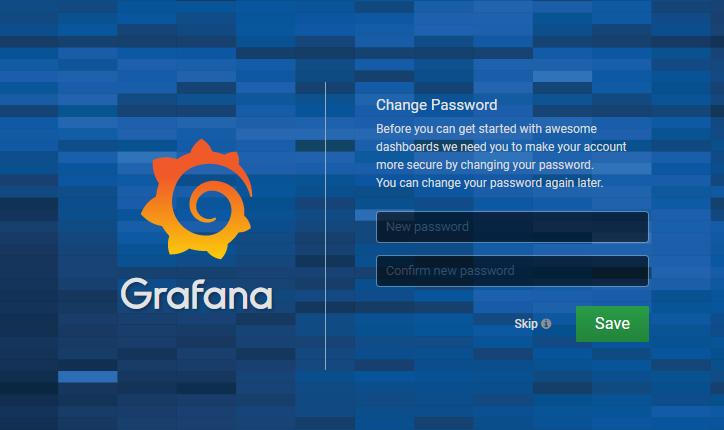 Grafana
Change Password
Before you can get started with awesome
dashboards we need you to make your account
more secure by changing your password.
You can change your password again later.
New password
Confirm new password
Skip
Save